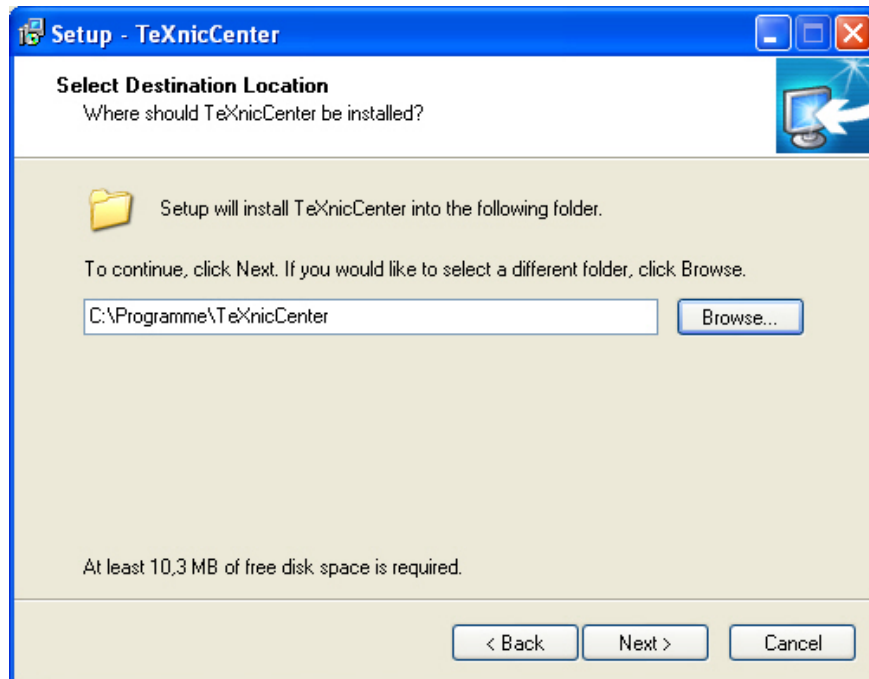 Setup - TeXnicCenter
Select Destination Location
Where should TeXnicCenter be installed?
Setup will install TeXnicCenter into the following folder.
To continue, click Next. If you would like to select a different folder, click Browse.
C:\Programme\TeXnicCenter
Browse...
At least 10,3 MB of free disk space is required.
< Back
Next >
Cancel